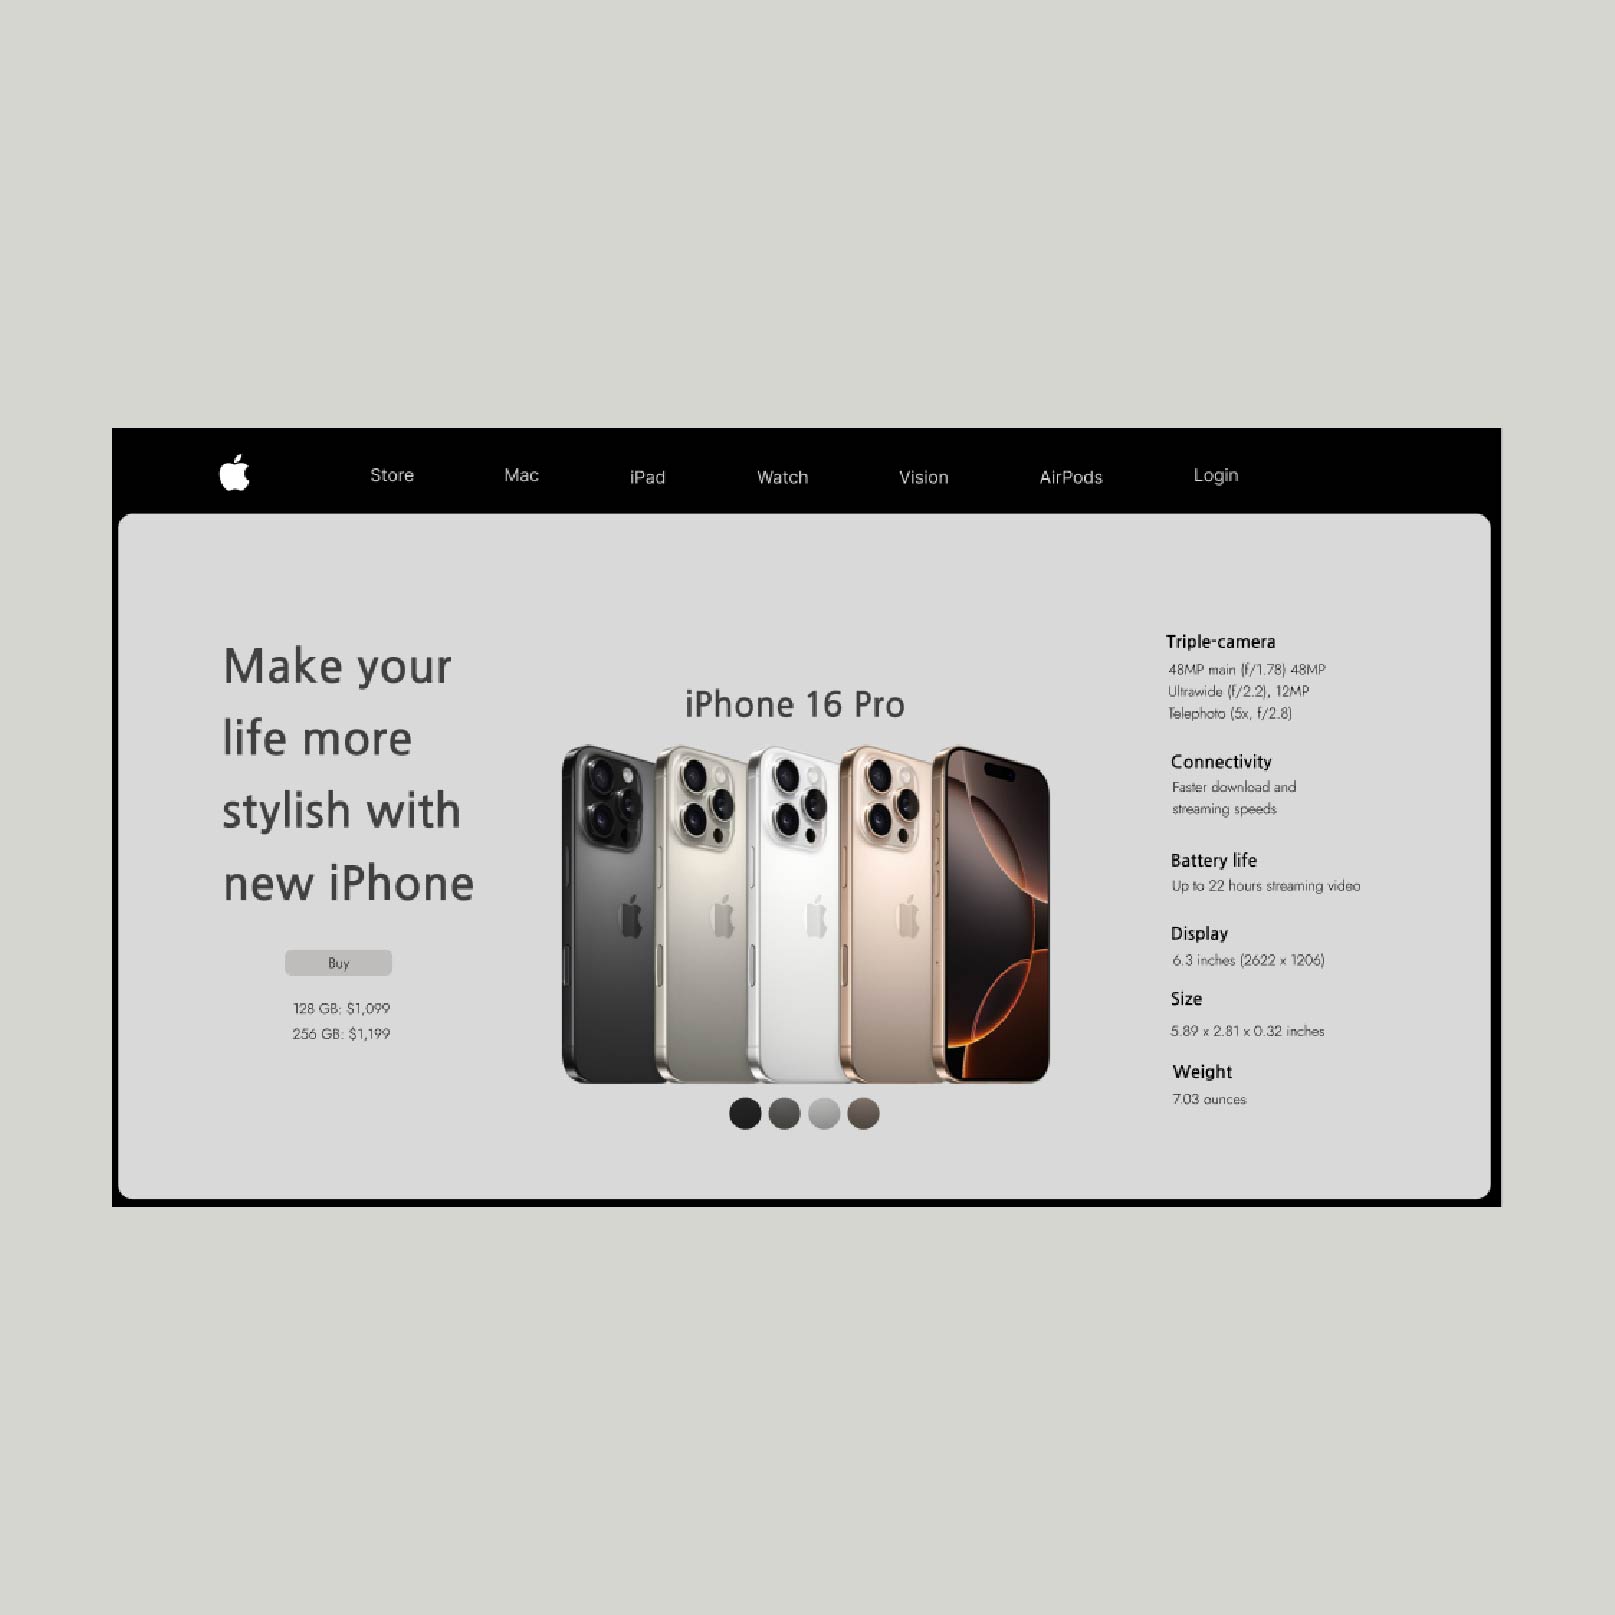 Store
Mac
iPad
Watch
Vision
AirPods
Login
Make your
life more
stylish with
new iPhone
Buy
128 GB: $1,099
256 GB: $1,199
iPhone 16 Pro
Triple-camera
48MP main (f/1.78) 48MP
Ultrawide (f/2.2), 12MP
Telephoto (5x, f/2.8)
Connectivity
Faster download and
streaming speeds
Battery life
Up to 22 hours streaming video
Display
6.3 inches (2622 x 1206)
Size
5.89 x 2.81 x 0.32 inches
Weight
7.03 ounces